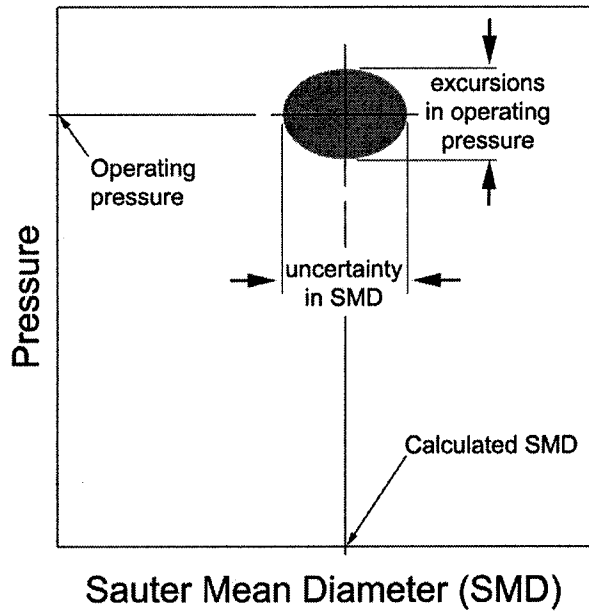 excursions
in operating
pressure
Operating
pressure
uncertainty
in SMD
Pressure
Calculated SMD
Sauter Mean Diameter (SMD)